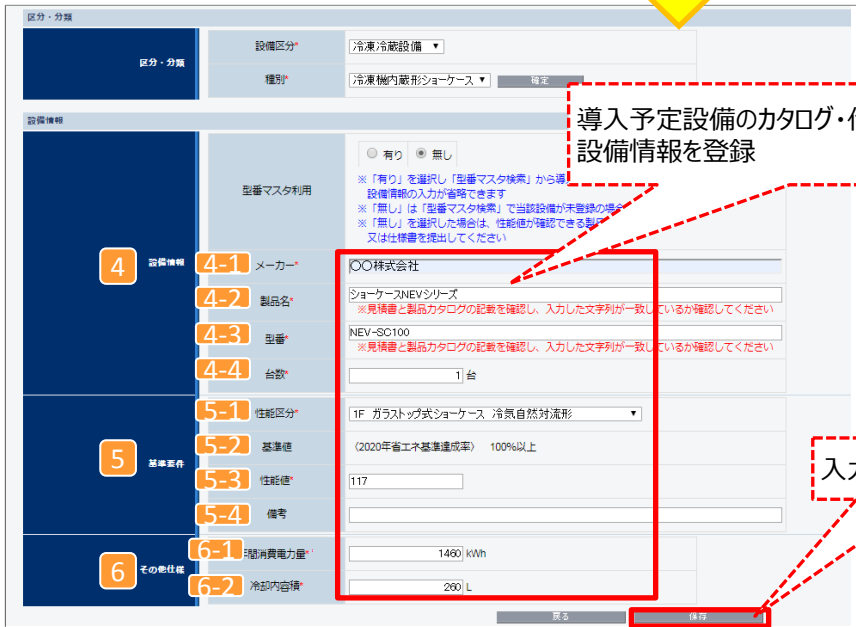 区分・分類
区分・分類
設備区分*
冷凍冷蔵設備
種別*
冷凍機内蔵形ショーケース
確定
導入予定設備のカタログ・
設備情報を登録
設備情報
型番マスタ利用
有り 無し
※「有り」を選択し「型番マスタ検索」から導
設備情報の入力が省略できます
※「無し」は「型番マスタ検索」で当該設備が未登録の場合
※「無し」を選択した場合は、性能値が確認できる製品
又は仕様書を提出してください
4 設備情報
4-1 メーカー*
〇〇株式会社
4-2 製品名*
ショーケースNEVシリーズ
※見積書と製品カタログの記載を確認し、入力した文字列が一致しているか確認してください
4-3 型番*
NEV-SC100
※見積書と製品カタログの記載を確認し、入力した文字列が一致しているか確認してください
4-4 台数*
1 台
5 基準要件
5-1 性能区分*
1F ガラストップ式ショーケース 冷気自然対流形
5-2 基準値
(2020年省エネ基準達成率) 100%以上
5-3 性能値*
117
5-4 備考
入
6 その他仕様
6-1 間消費電力量*
1460 kWh
6-2 冷却内容積*
260 L
戻る
保存